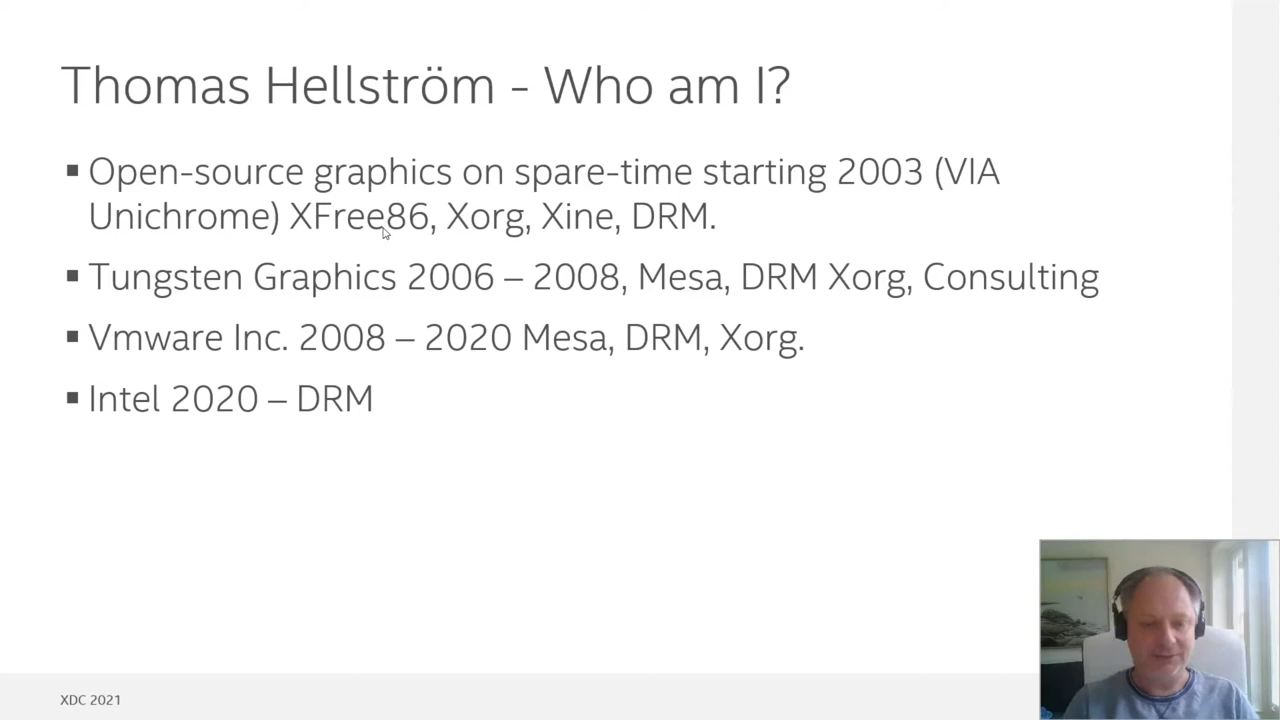 Thomas Hellström - Who am I?
▪ Open-source graphics on spare-time starting 2003 (VIA
Unichrome) XFree86, Xorg, Xine, DRM.
▪ Tungsten Graphics 2006 – 2008, Mesa, DRM Xorg, Consulting
▪ Vmware Inc. 2008 – 2020 Mesa, DRM, Xorg.
▪ Intel 2020 – DRM
XDC 2021